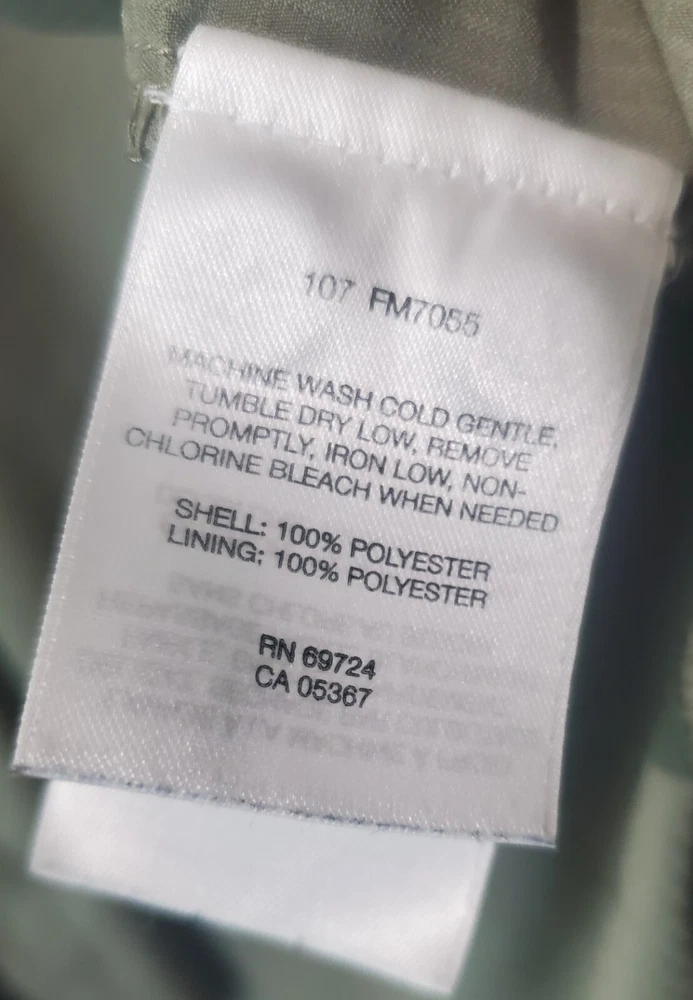 107 FM7055
MACHINE WASH COLD GENTLE,
TUMBLE DRY LOW, REMOVE
PROMPTLY, IRON LOW, NON-
CHLORINE BLEACH WHEN NEEDED
SHELL: 100% POLYESTER
LINING: 100% POLYESTER
RN 69724
CA 05367